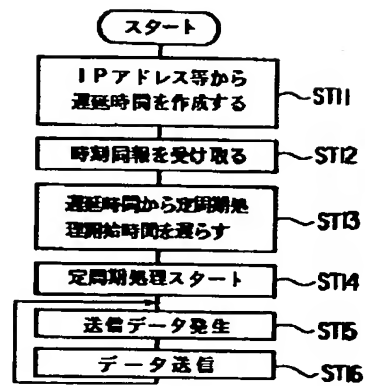 スタート
IPアドレス等から
遅延時間を作成する
ST11
時刻同報を受け取る
ST12
遅延時間から定周期処
理開始時間を遅らす
ST13
定周期処理スタート
ST14
送信データ発生
ST15
データ送信
ST16